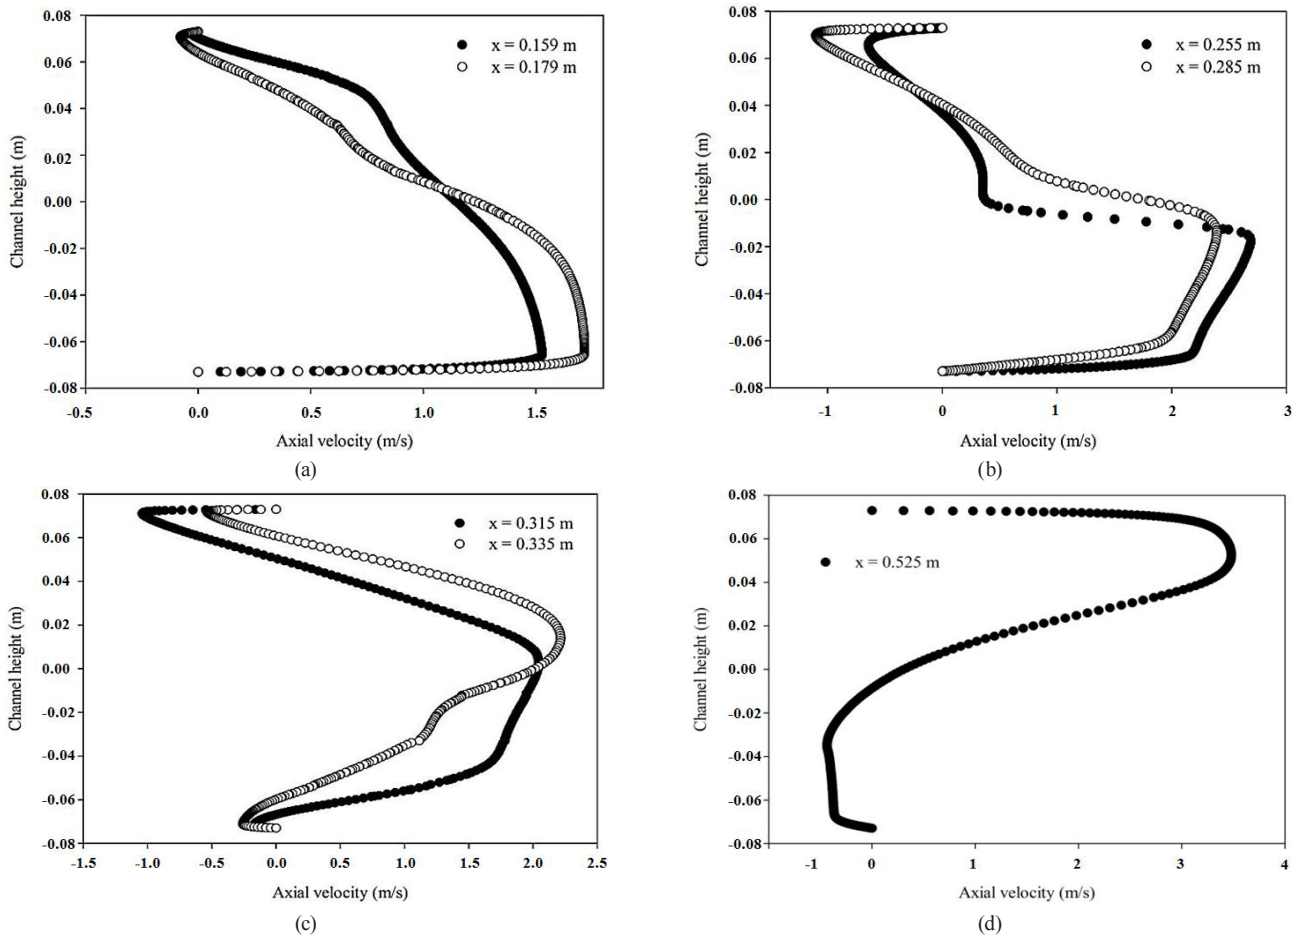 0.08
0.06
0.04
0.02
0.00
-0.02
-0.04
-0.06
-0.08
Channel height (m)
x = 0.159 m
x = 0.179 m
-0.5 0.0 0.5 1.0 1.5
Axial velocity (m/s)
(a)
0.08
0.06
0.04
0.02
0.00
-0.02
-0.04
-0.06
-0.08
Channel height (m)
x = 0.255 m
x = 0.285 m
-1 0 1 2 3
Axial velocity (m/s)
(b)
0.08
0.06
0.04
0.02
0.00
-0.02
-0.04
-0.06
-0.08
Channel height (m)
x = 0.315 m
x = 0.335 m
-1.5 -1.0 -0.5 0.0 0.5 1.0 1.5 2.0 2.5
Axial velocity (m/s)
(c)
0.08
0.06
0.04
0.02
0.00
-0.02
-0.04
-0.06
-0.08
Channel height (m)
x = 0.525 m
-1 0 1 2 3 4
Axial velocity (m/s)
(d)